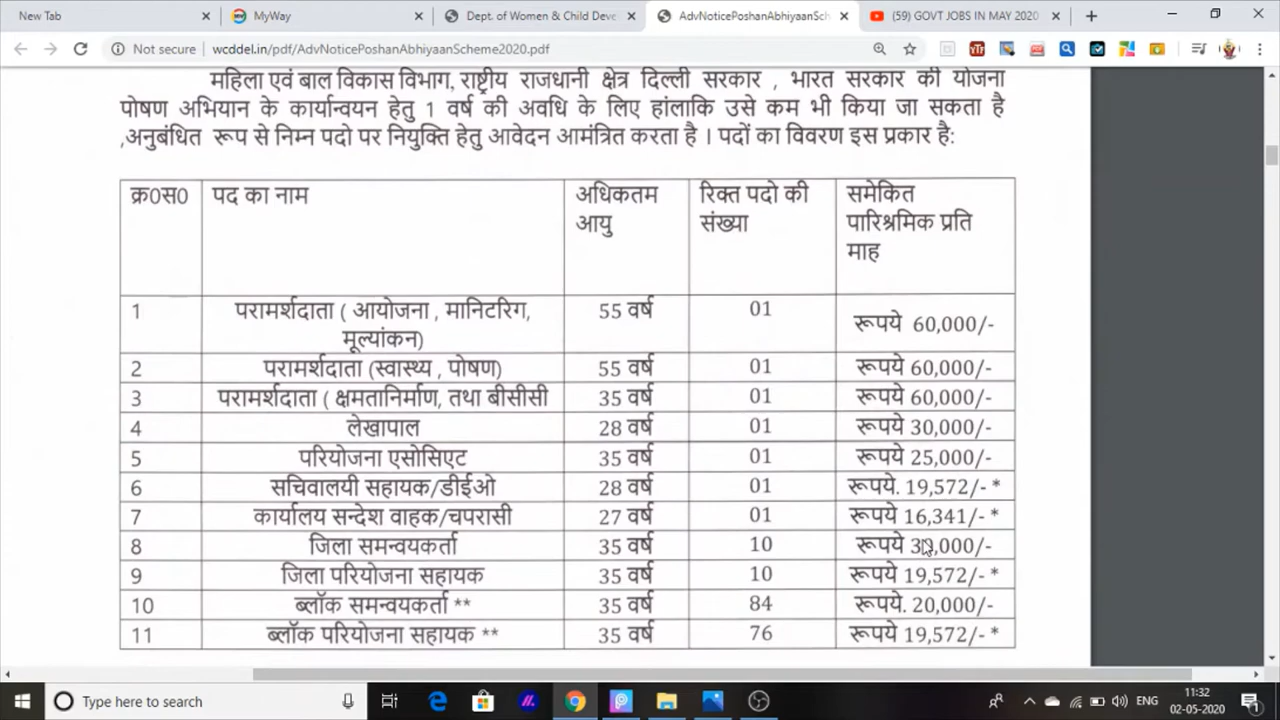 New Tab
MyWay
Dept. of Women & Child Deve
AdvNoticePoshanAbhiyaanSch
(59) GOVT JOBS IN MAY 2020
Not secure wcddel.in/pdf/AdvNoticePoshanAbhiyaanScheme2020.pdf
महिला एवं बाल विकास विभाग, राष्ट्रीय राजधानी क्षेत्र दिल्ली सरकार , भारत सरकार की योजना
पोषण अभियान के कार्यान्वयन हेतु 1 वर्ष की अवधि के लिए हांलाकि उसे कम भी किया जा सकता है
,अनुबंधित रूप से निम्न पदो पर नियुक्ति हेतु आवेदन आमंत्रित करता है । पदों का विवरण इस प्रकार है:
क्र0स0 पद का नाम अधिकतम रिक्त पदो की समेकित
आयु संख्या पारिश्रमिक प्रति
माह
1 परामर्शदाता ( आयोजना , मानिटरिग, 55 वर्ष 01 रूपये 60,000/-
मूल्यांकन)
2 परामर्शदाता (स्वास्थ्य , पोषण) 55 वर्ष 01 रूपये 60,000/-
3 परामर्शदाता ( क्षमतानिर्माण, तथा बीसीसी 35 वर्ष 01 रूपये 60,000/-
4 लेखापाल 28 वर्ष 01 रूपये 30,000/-
5 परियोजना एसोसिएट 35 वर्ष 01 रूपये 25,000/-
6 सचिवालयी सहायक/डीईओ 28 वर्ष 01 रूपये. 19,572/- *
7 कार्यालय सन्देश वाहक/चपरासी 27 वर्ष 01 रूपये 16,341/- *
8 जिला समन्वयकर्ता 35 वर्ष 10 रूपये 30,000/-
9 जिला परियोजना सहायक 35 वर्ष 10 रूपये 19,572/- *
10 ब्लॉक समन्वयकर्ता ** 35 वर्ष 84 रूपये. 20,000/-
11 ब्लॉक परियोजना सहायक ** 35 वर्ष 76 रूपये 19,572/- *
Type here to search
ENG
11:32
02-05-2020